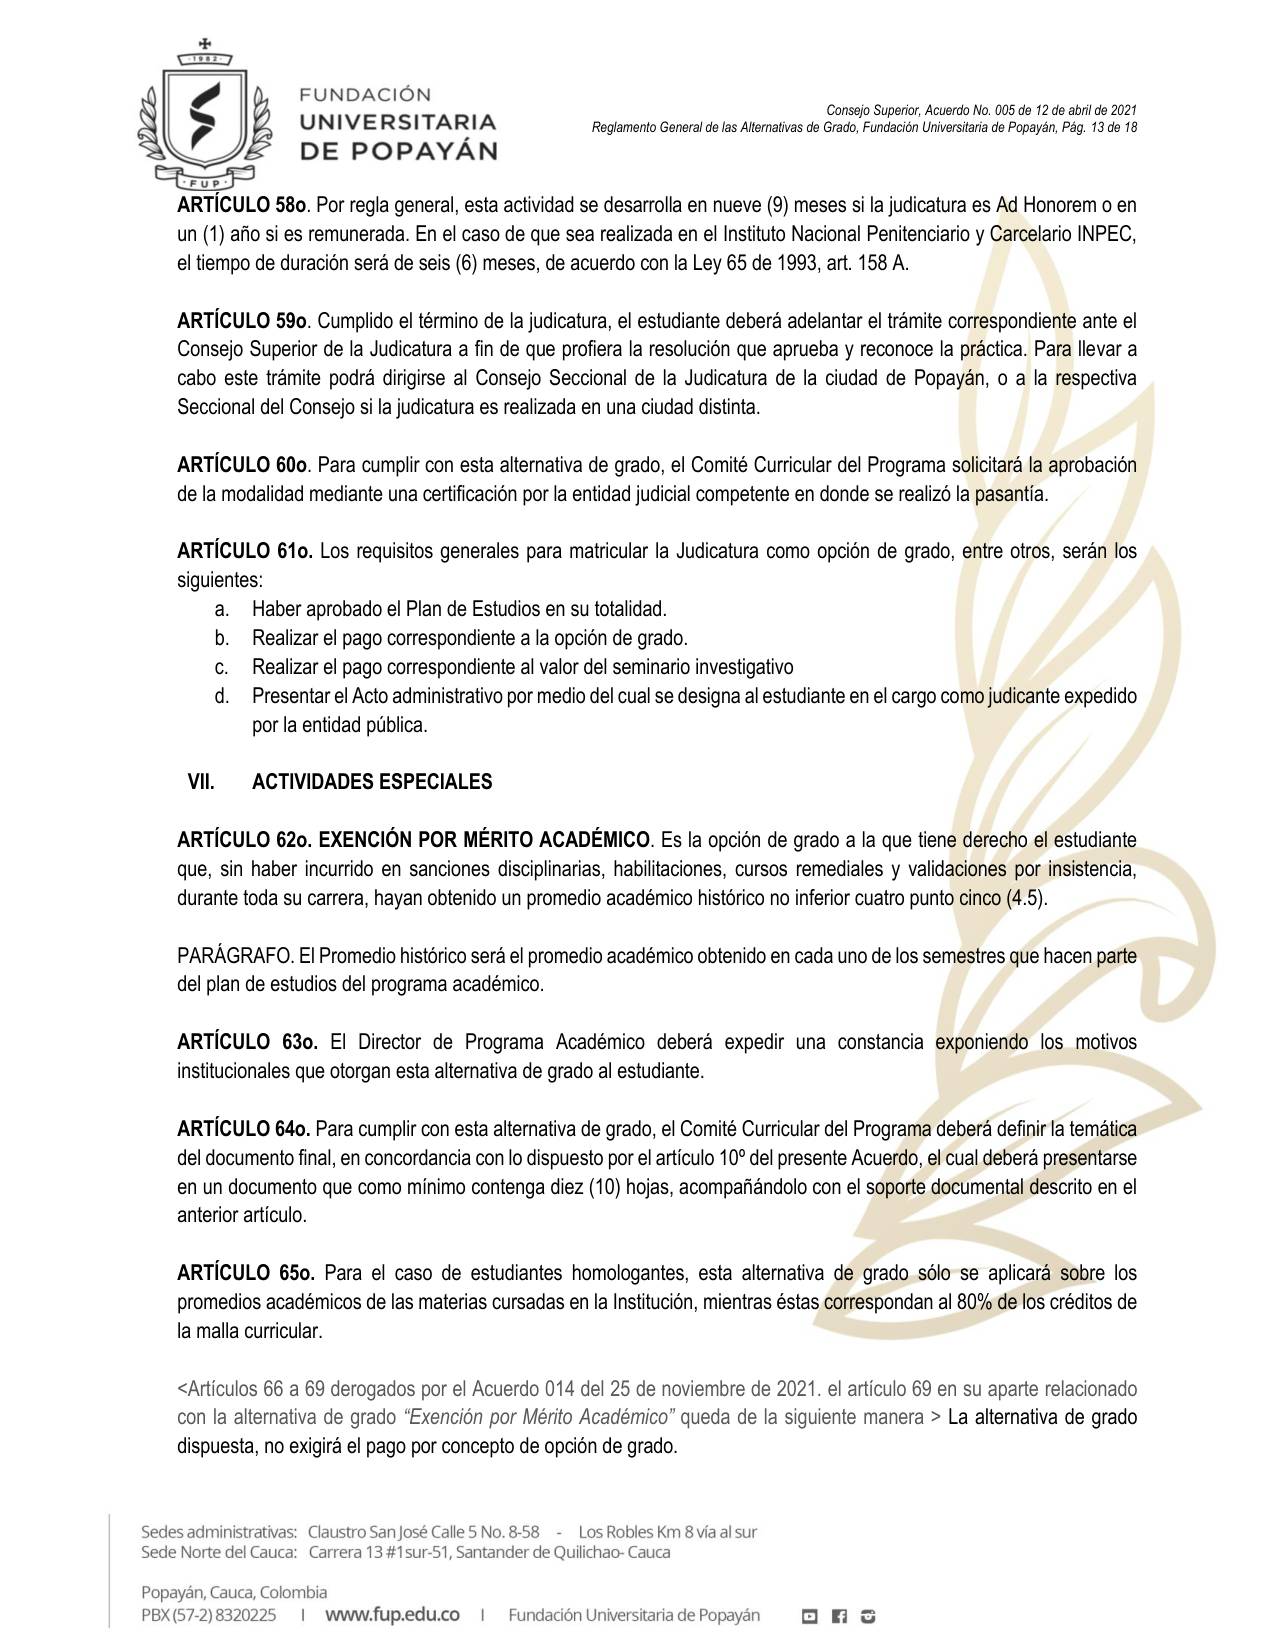 1982
FUP
FUNDACIÓN
UNIVERSITARIA
DE POPAYÁN
Consejo Superior, Acuerdo No. 005 de 12 de abril de 2021
Reglamento General de las Alternativas de Grado, Fundación Universitaria de Popayán, Pág. 13 de 18
ARTÍCULO 58o. Por regla general, esta actividad se desarrolla en nueve (9) meses si la judicatura es Ad Honorem o en
un (1) año si es remunerada. En el caso de que sea realizada en el Instituto Nacional Penitenciario y Carcelario INPEC,
el tiempo de duración será de seis (6) meses, de acuerdo con la Ley 65 de 1993, art. 158 A.
ARTÍCULO 59o. Cumplido el término de la judicatura, el estudiante deberá adelantar el trámite correspondiente ante el
Consejo Superior de la Judicatura a fin de que profiera la resolución que aprueba y reconoce la práctica. Para llevar a
cabo este trámite podrá dirigirse al Consejo Seccional de la Judicatura de la ciudad de Popayán, o a la respectiva
Seccional del Consejo si la judicatura es realizada en una ciudad distinta.
ARTÍCULO 60o. Para cumplir con esta alternativa de grado, el Comité Curricular del Programa solicitará la aprobación
de la modalidad mediante una certificación por la entidad judicial competente en donde se realizó la pasantía.
ARTÍCULO 61o. Los requisitos generales para matricular la Judicatura como opción de grado, entre otros, serán los
siguientes:
a. Haber aprobado el Plan de Estudios en su totalidad.
b. Realizar el pago correspondiente a la opción de grado.
c. Realizar el pago correspondiente al valor del seminario investigativo
d. Presentar el Acto administrativo por medio del cual se designa al estudiante en el cargo como judicante expedido
por la entidad pública.
VII. ACTIVIDADES ESPECIALES
ARTÍCULO 62o. EXENCIÓN POR MÉRITO ACADÉMICO. Es la opción de grado a la que tiene derecho el estudiante
que, sin haber incurrido en sanciones disciplinarias, habilitaciones, cursos remediales y validaciones por insistencia,
durante toda su carrera, hayan obtenido un promedio académico histórico no inferior cuatro punto cinco (4.5).
PARÁGRAFO. El Promedio histórico será el promedio académico obtenido en cada uno de los semestres que hacen parte
del plan de estudios del programa académico.
ARTÍCULO 63o. El Director de Programa Académico deberá expedir una constancia exponiendo los motivos
institucionales que otorgan esta alternativa de grado al estudiante.
ARTÍCULO 64o. Para cumplir con esta alternativa de grado, el Comité Curricular del Programa deberá definir la temática
del documento final, en concordancia con lo dispuesto por el artículo 10º del presente Acuerdo, el cual deberá presentarse
en un documento que como mínimo contenga diez (10) hojas, acompañándolo con el soporte documental descrito en el
anterior artículo.
ARTÍCULO 65o. Para el caso de estudiantes homologantes, esta alternativa de grado sólo se aplicará sobre los
promedios académicos de las materias cursadas en la Institución, mientras éstas correspondan al 80% de los créditos de
la malla curricular.
<Artículos 66 a 69 derogados por el Acuerdo 014 del 25 de noviembre de 2021. el artículo 69 en su aparte relacionado
con la alternativa de grado “Exención por Mérito Académico” queda de la siguiente manera > La alternativa de grado
dispuesta, no exigirá el pago por concepto de opción de grado.
Sedes administrativas: Claustro San José Calle 5 No. 8-58 - Los Robles Km 8 vía al sur
Sede Norte del Cauca: Carrera 13 #1sur-51, Santander de Quilichao- Cauca
Popayán, Cauca, Colombia
PBX (57-2) 8320225 | www.fup.edu.co | Fundación Universitaria de Popayán